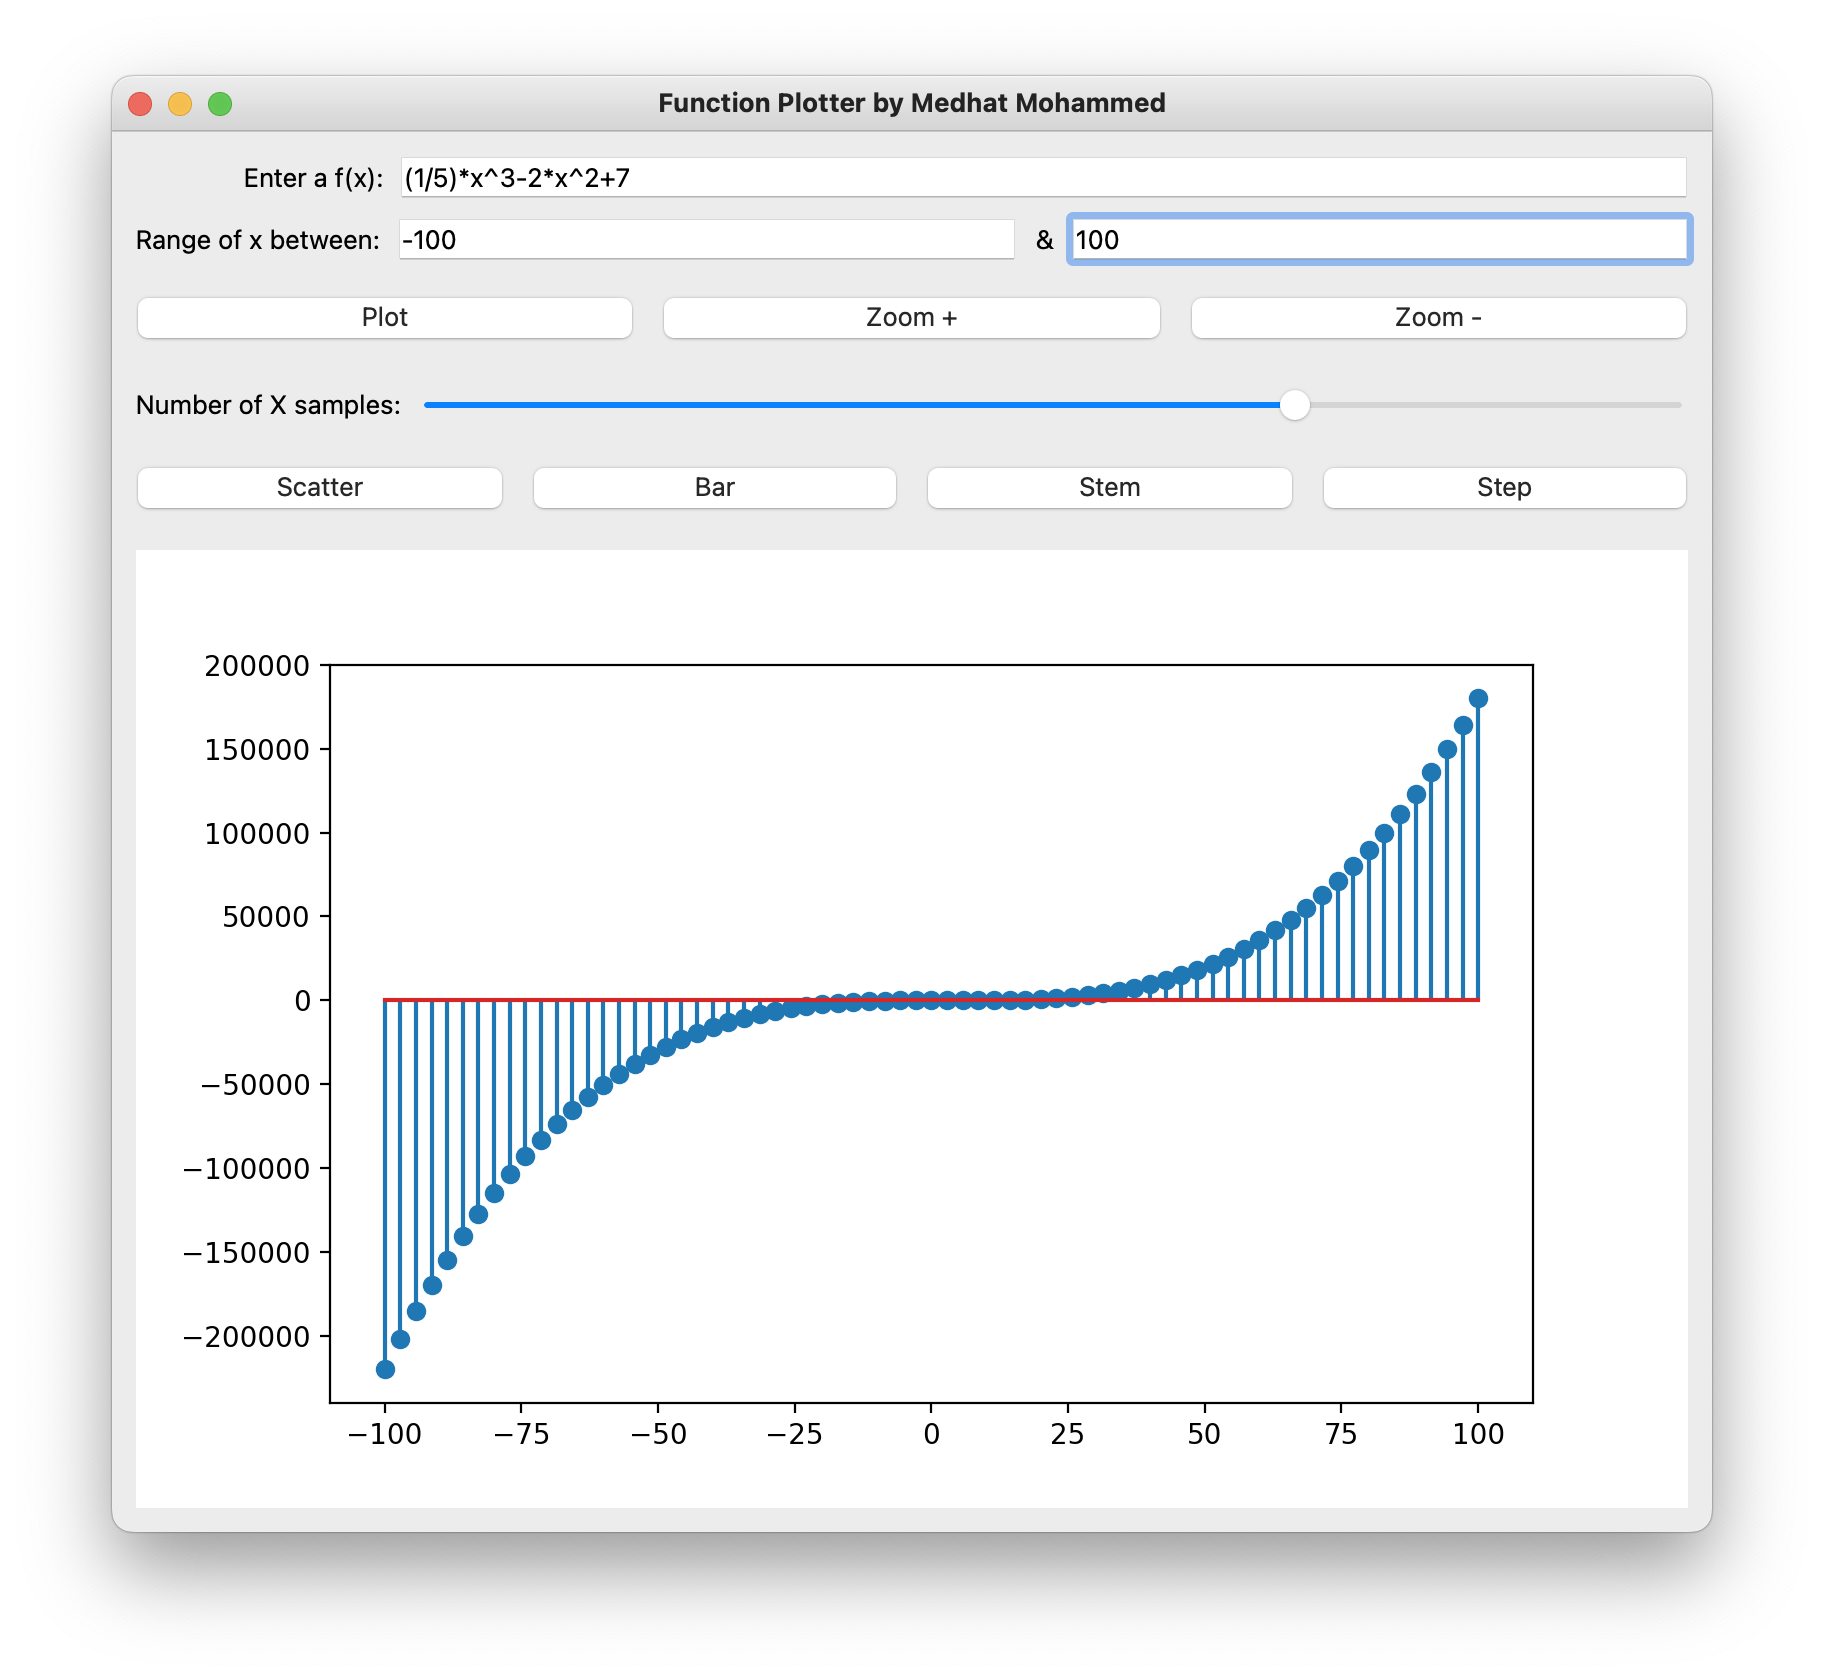 Function Plotter by Medhat Mohammed
Enter a f(x): (1/5)*x^3-2*x^2+7
Range of x between: -100 & 100
Plot Zoom + Zoom -
Number of X samples:
Scatter Bar Stem Step
200000
150000
100000
50000
0
−50000
−100000
−150000
−200000
−100 −75 −50 −25 0 25 50 75 100